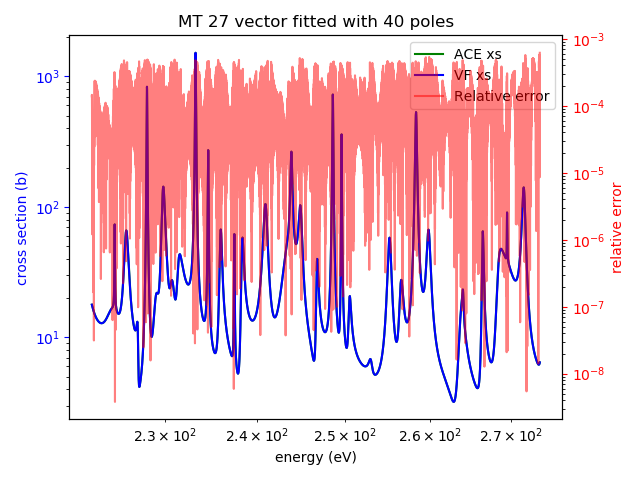 MT 27 vector fitted with 40 poles
ACE xs
VF xs
Relative error
cross section (b)
10³
10²
10¹
relative error
10⁻³
10⁻⁴
10⁻⁵
10⁻⁶
10⁻⁷
10⁻⁸
2.3 × 10² 2.4 × 10² 2.5 × 10² 2.6 × 10² 2.7 × 10²
energy (eV)